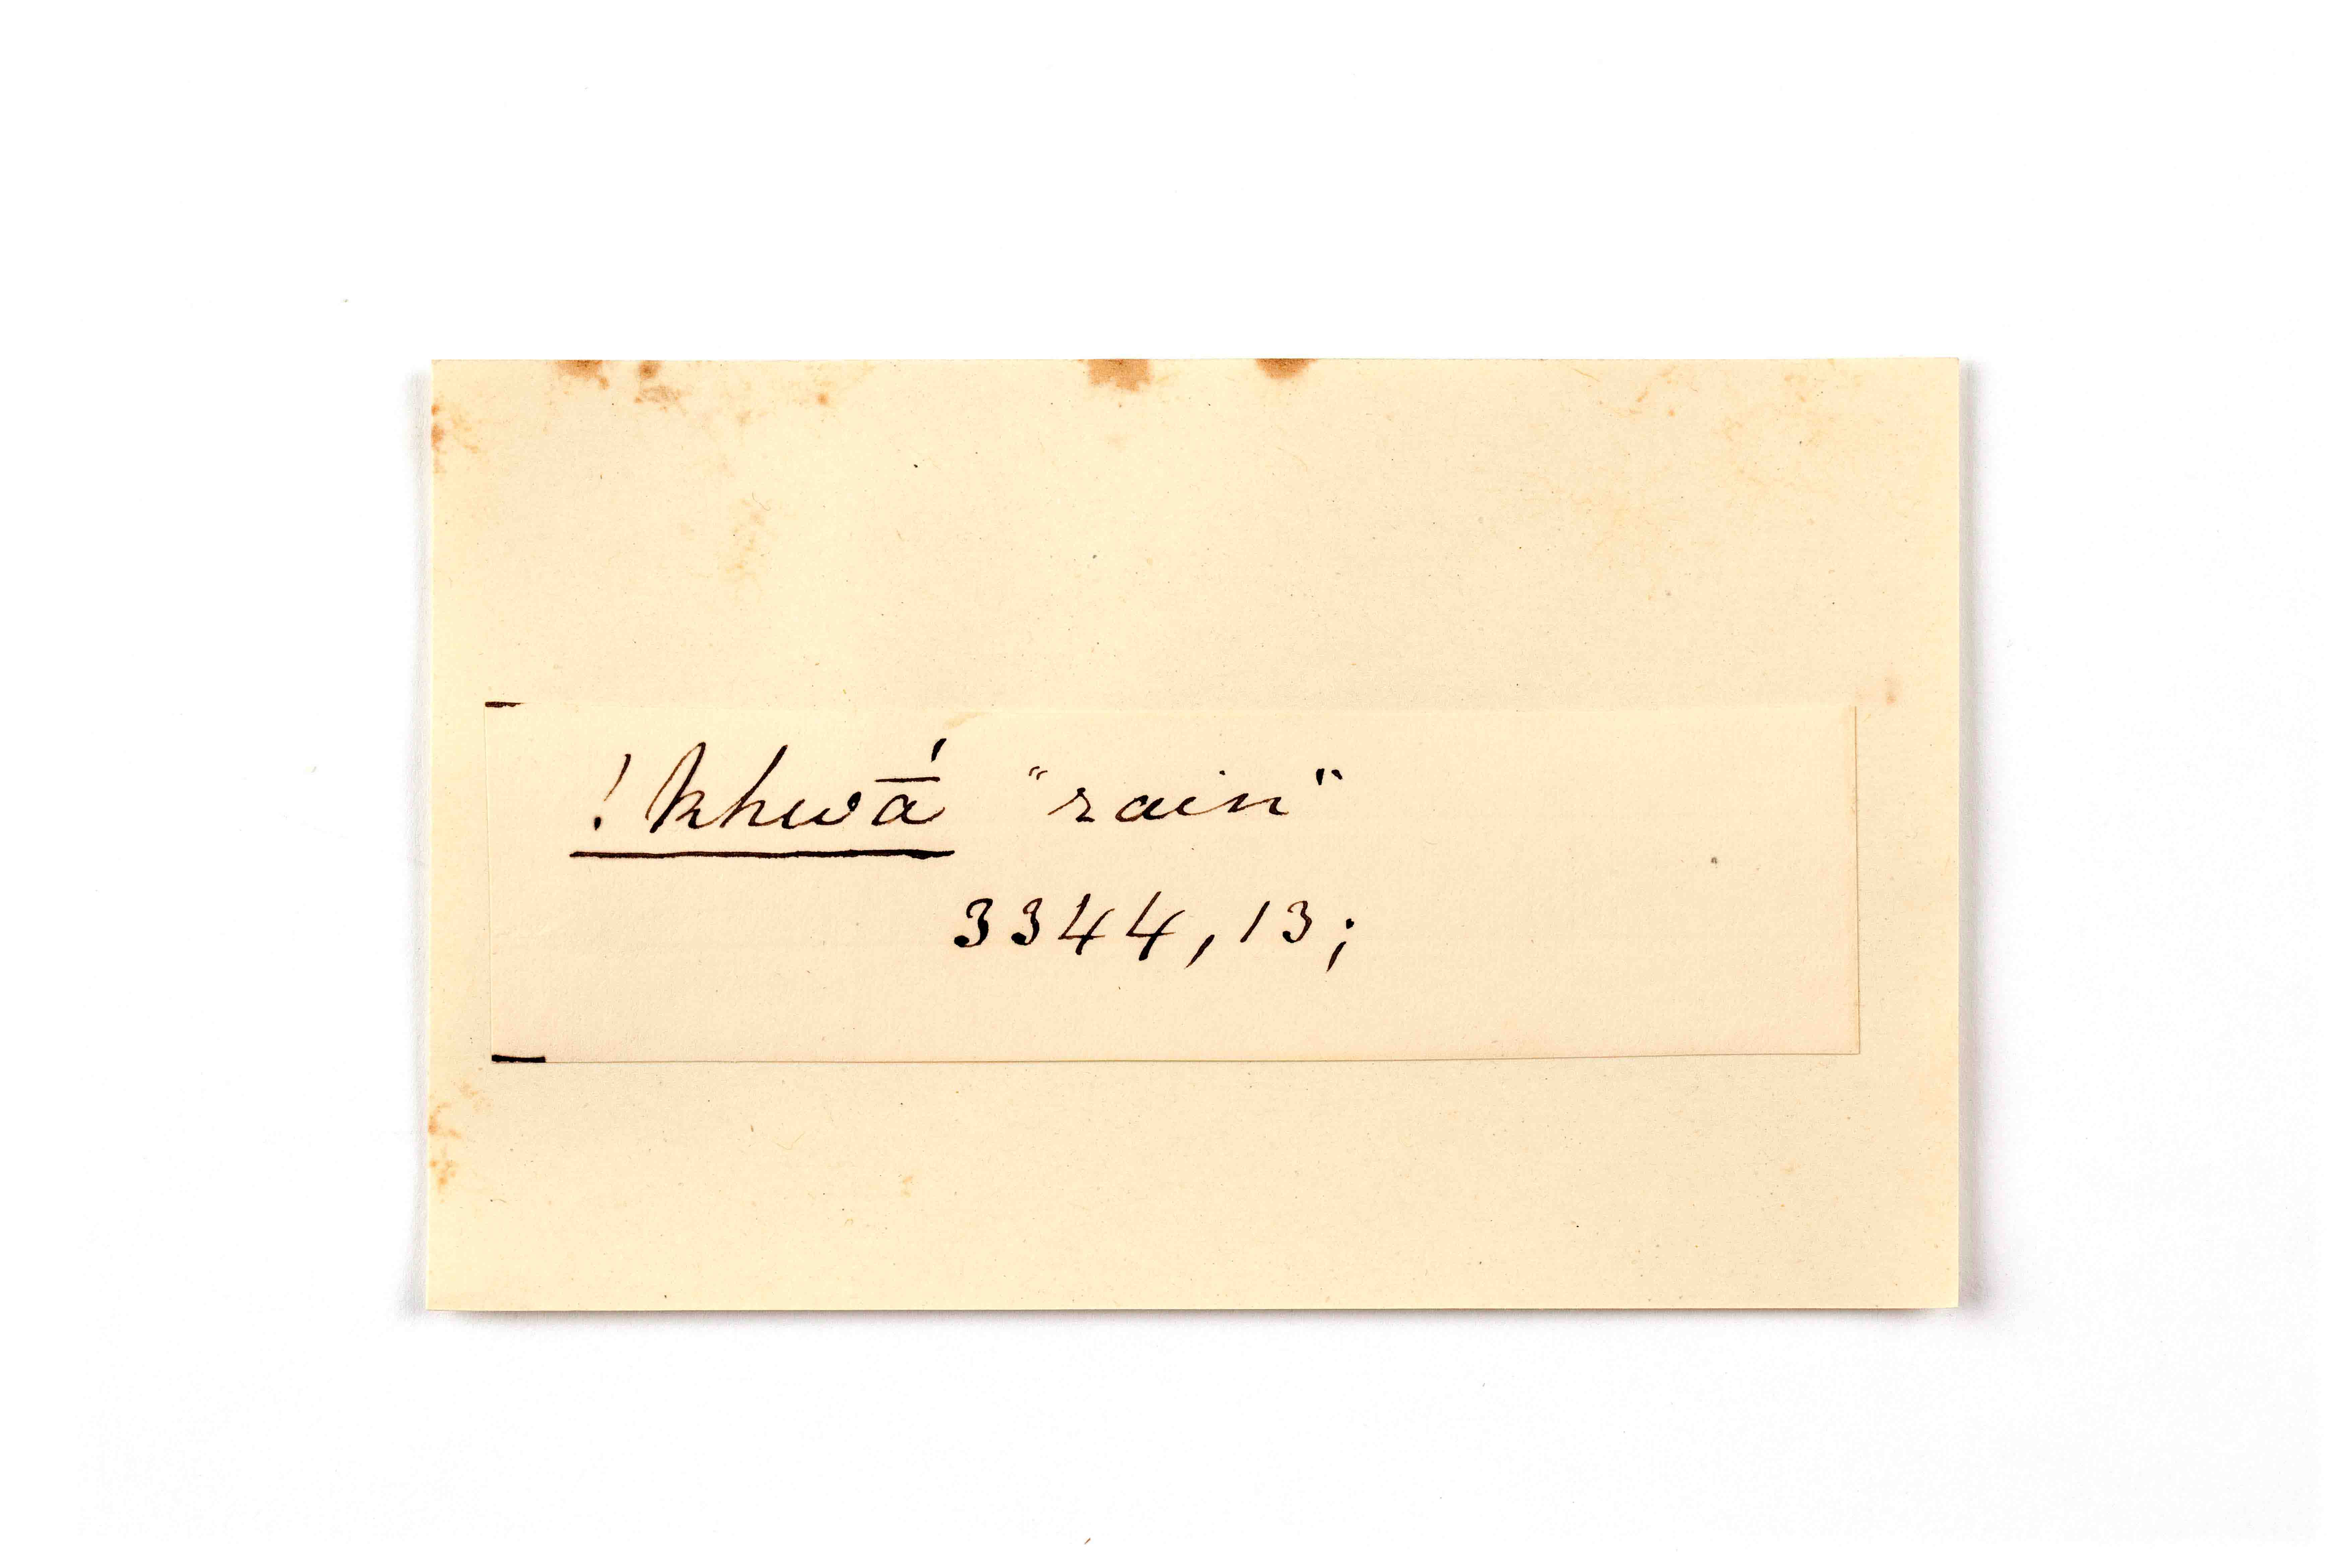 !khwā́ "rain"
3344, 13;